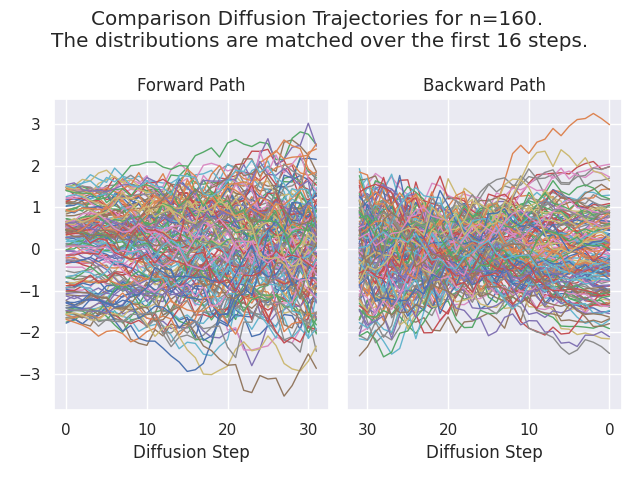 Comparison Diffusion Trajectories for n=160.
The distributions are matched over the first 16 steps.
Forward Path
Backward Path
3
2
1
0
−1
−2
−3
0 10 20 30
30 20 10 0
Diffusion Step
Diffusion Step